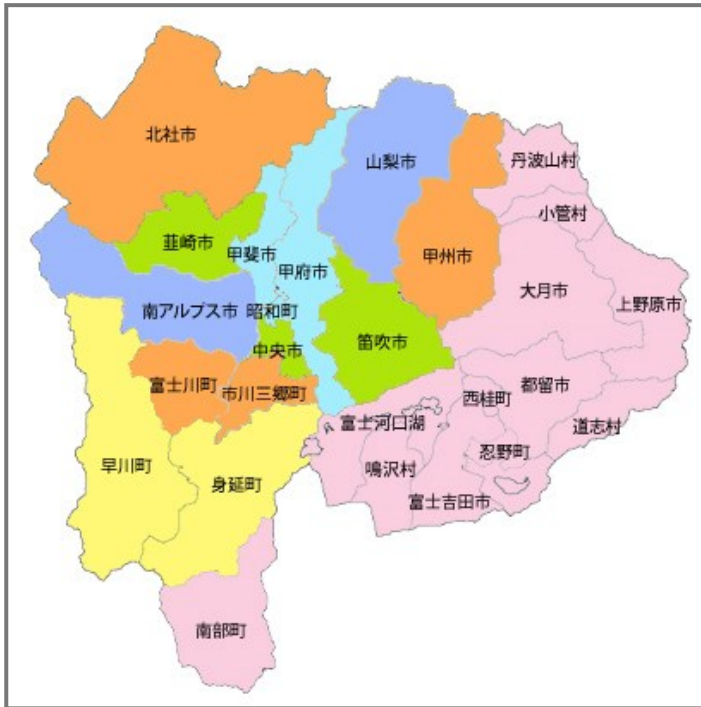 北杜市
山梨市
丹波山村
小菅村
韮崎市
甲斐市
甲府市
甲州市
大月市
上野原市
南アルプス市
昭和町
中央市
笛吹市
富士川町
市川三郷町
都留市
西桂町
道志村
富士河口湖
忍野町
早川町
身延町
鳴沢村
富士吉田市
南部町